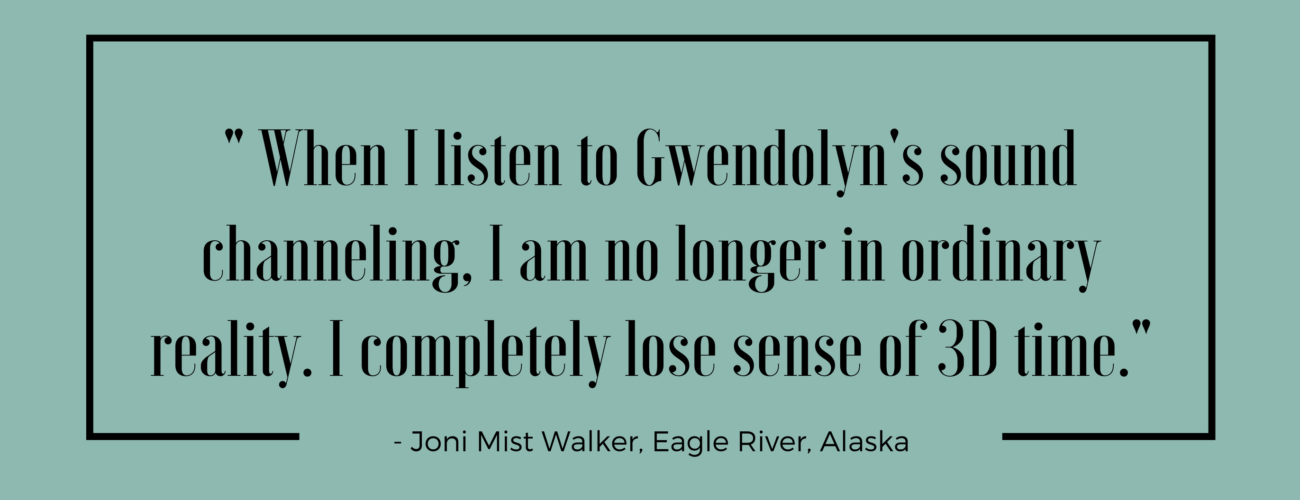 " When I listen to Gwendolyn's sound
channeling, I am no longer in ordinary
reality. I completely lose sense of 3D time."
- Joni Mist Walker, Eagle River, Alaska